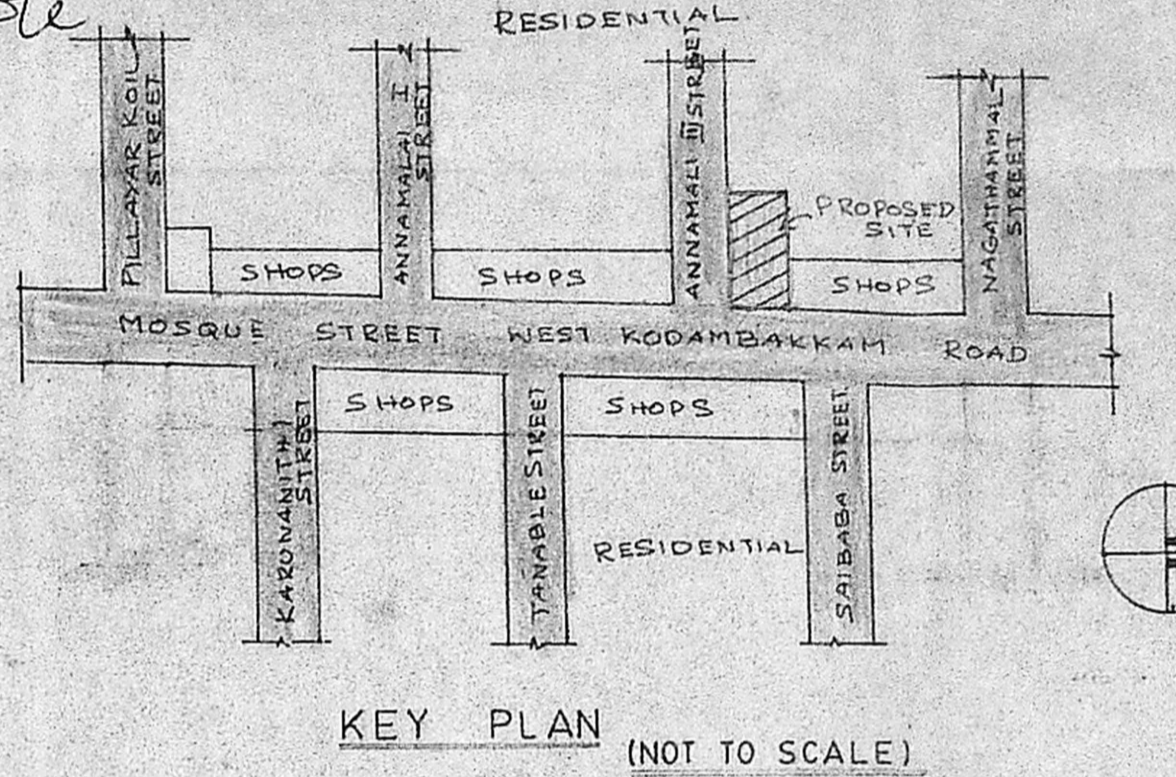 RESIDENTIAL
PILLAYAR KOIL
STREET
ANNAMALAI I
STREET
ANNAMALI II STREET
NAGATHAMMAL
STREET
PROPOSED
SITE
SHOPS
SHOPS
SHOPS
MOSQUE STREET WEST KODAMBAKKAM ROAD
SHOPS
SHOPS
KARUNANITHI
STREET
TANABLE STREET
SAIBABA STREET
RESIDENTIAL
KEY PLAN
(NOT TO SCALE)